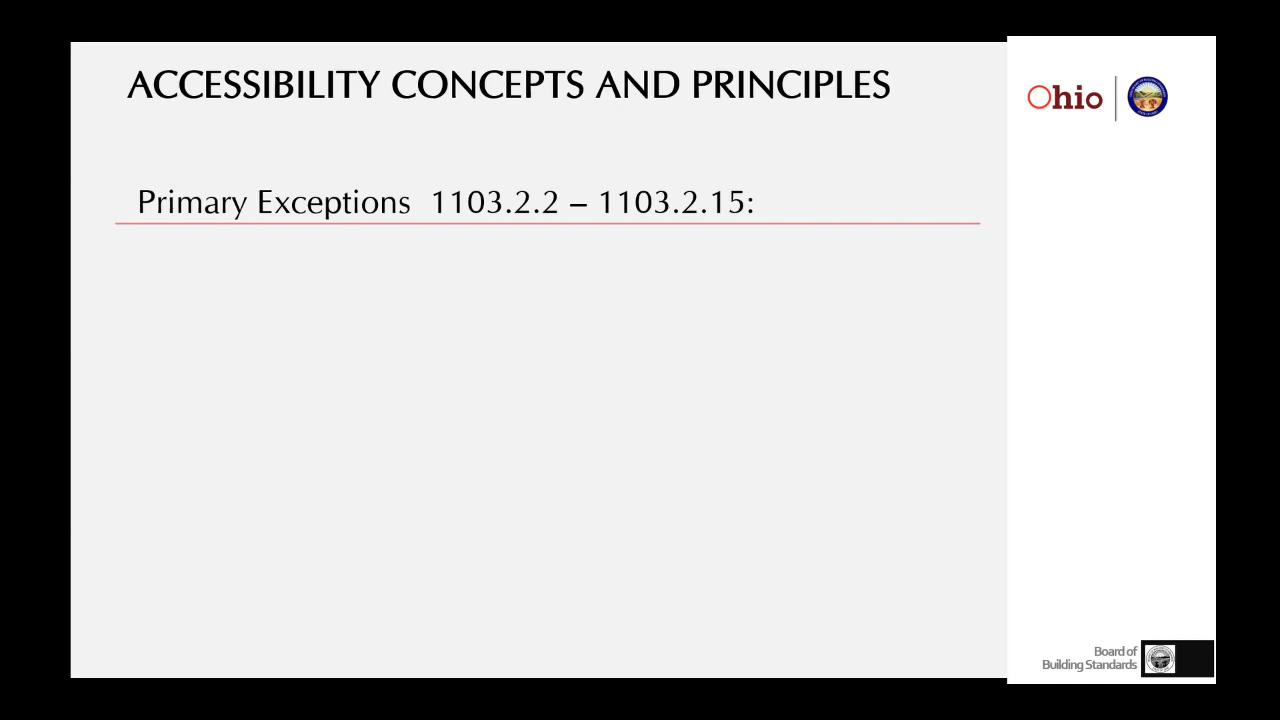 ACCESSIBILITY CONCEPTS AND PRINCIPLES
Ohio
Primary Exceptions 1103.2.2 – 1103.2.15:
Board of
Building Standards